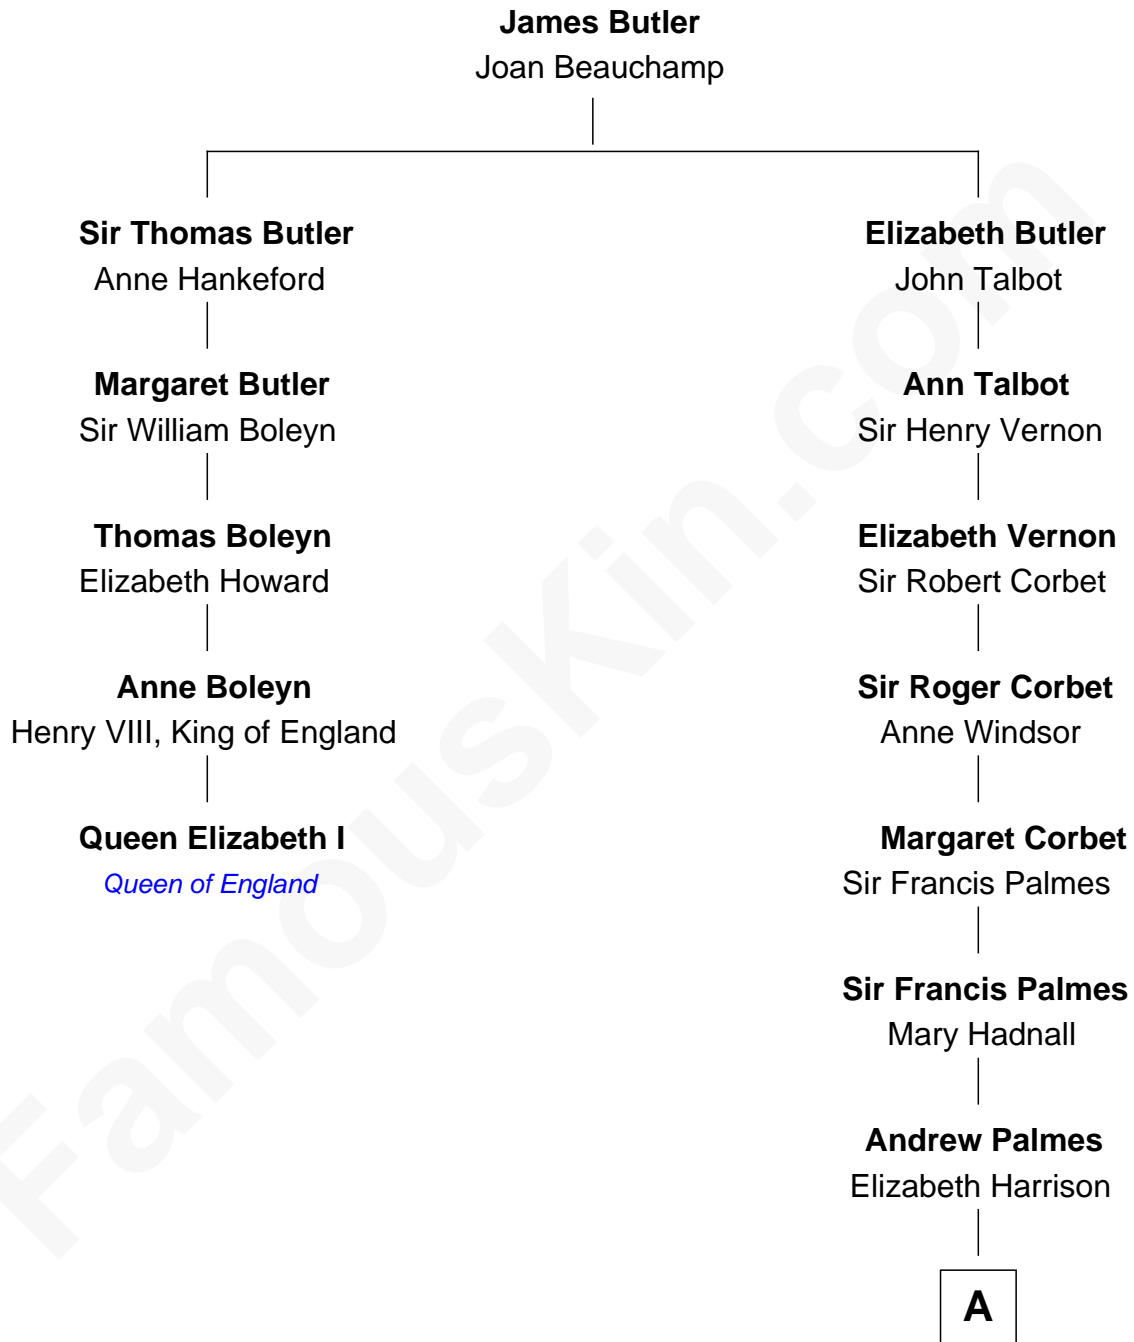 James Butler
Joan Beauchamp
Sir Thomas Butler
Anne Hankeford
Margaret Butler
Sir William Boleyn
Thomas Boleyn
Elizabeth Howard
Anne Boleyn
Henry VIII, King of England
Queen Elizabeth I
Queen of England
Elizabeth Butler
John Talbot
Ann Talbot
Sir Henry Vernon
Elizabeth Vernon
Sir Robert Corbet
Sir Roger Corbet
Anne Windsor
Margaret Corbet
Sir Francis Palmes
Sir Francis Palmes
Mary Hadnall
Andrew Palmes
Elizabeth Harrison
A
FamousKin.com